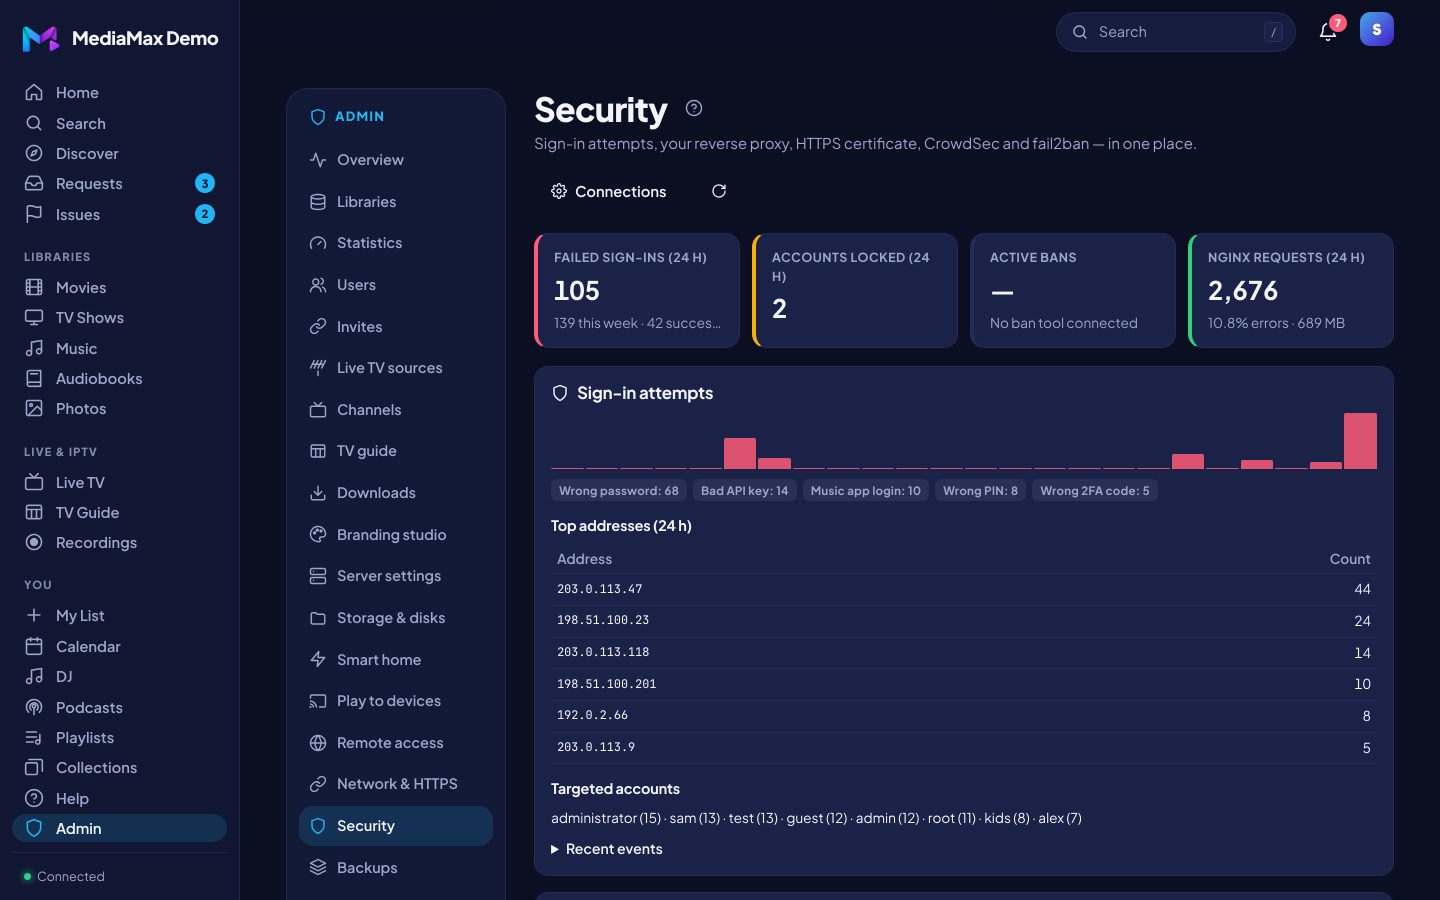 MediaMax Demo
Home
Search
Discover
Requests 3
Issues 2
LIBRARIES
Movies
TV Shows
Music
Audiobooks
Photos
LIVE & IPTV
Live TV
TV Guide
Recordings
YOU
My List
Calendar
DJ
Podcasts
Playlists
Collections
Help
Admin
Connected
Search /
7
S
ADMIN
Overview
Libraries
Statistics
Users
Invites
Live TV sources
Channels
TV guide
Downloads
Branding studio
Server settings
Storage & disks
Smart home
Play to devices
Remote access
Network & HTTPS
Security
Backups
Security
Sign-in attempts, your reverse proxy, HTTPS certificate, CrowdSec and fail2ban — in one place.
Connections
FAILED SIGN-INS (24 H)
105
139 this week · 42 succes...
ACCOUNTS LOCKED (24
H)
2
ACTIVE BANS
—
No ban tool connected
NGINX REQUESTS (24 H)
2,676
10.8% errors · 689 MB
Sign-in attempts
Wrong password: 68 Bad API key: 14 Music app login: 10 Wrong PIN: 8 Wrong 2FA code: 5
Top addresses (24 h)
Address Count
203.0.113.47 44
198.51.100.23 24
203.0.113.118 14
198.51.100.201 10
192.0.2.66 8
203.0.113.9 5
Targeted accounts
administrator (15) · sam (13) · test (13) · guest (12) · admin (12) · root (11) · kids (8) · alex (7)
Recent events